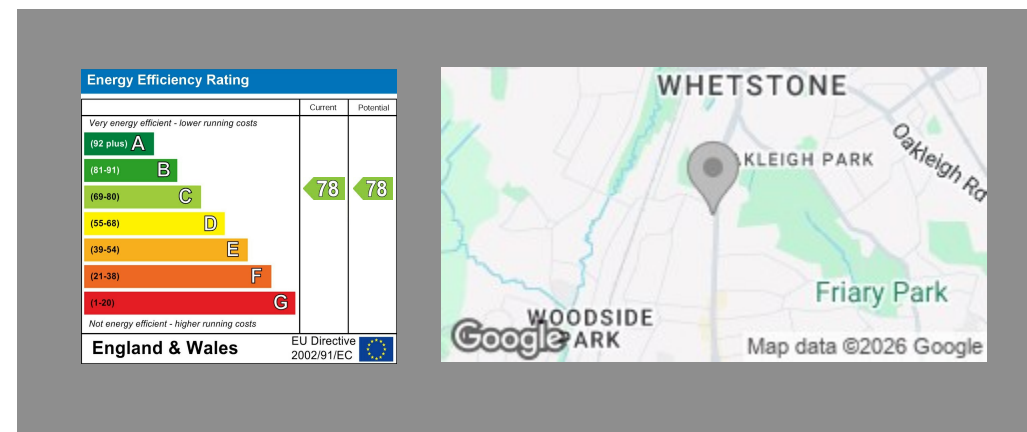 Energy Efficiency Rating
Current Potential
Very energy efficient - lower running costs
(92 plus) A
(81-91) B
(69-80) C
78 78
(55-68) D
(39-54) E
(21-38) F
(1-20) G
Not energy efficient - higher running costs
England & Wales
EU Directive
2002/91/EC
WHETSTONE
Oakleigh Rd
KLEIGH PARK
Friary Park
WOODSIDE
PARK
Google
Map data ©2026 Google